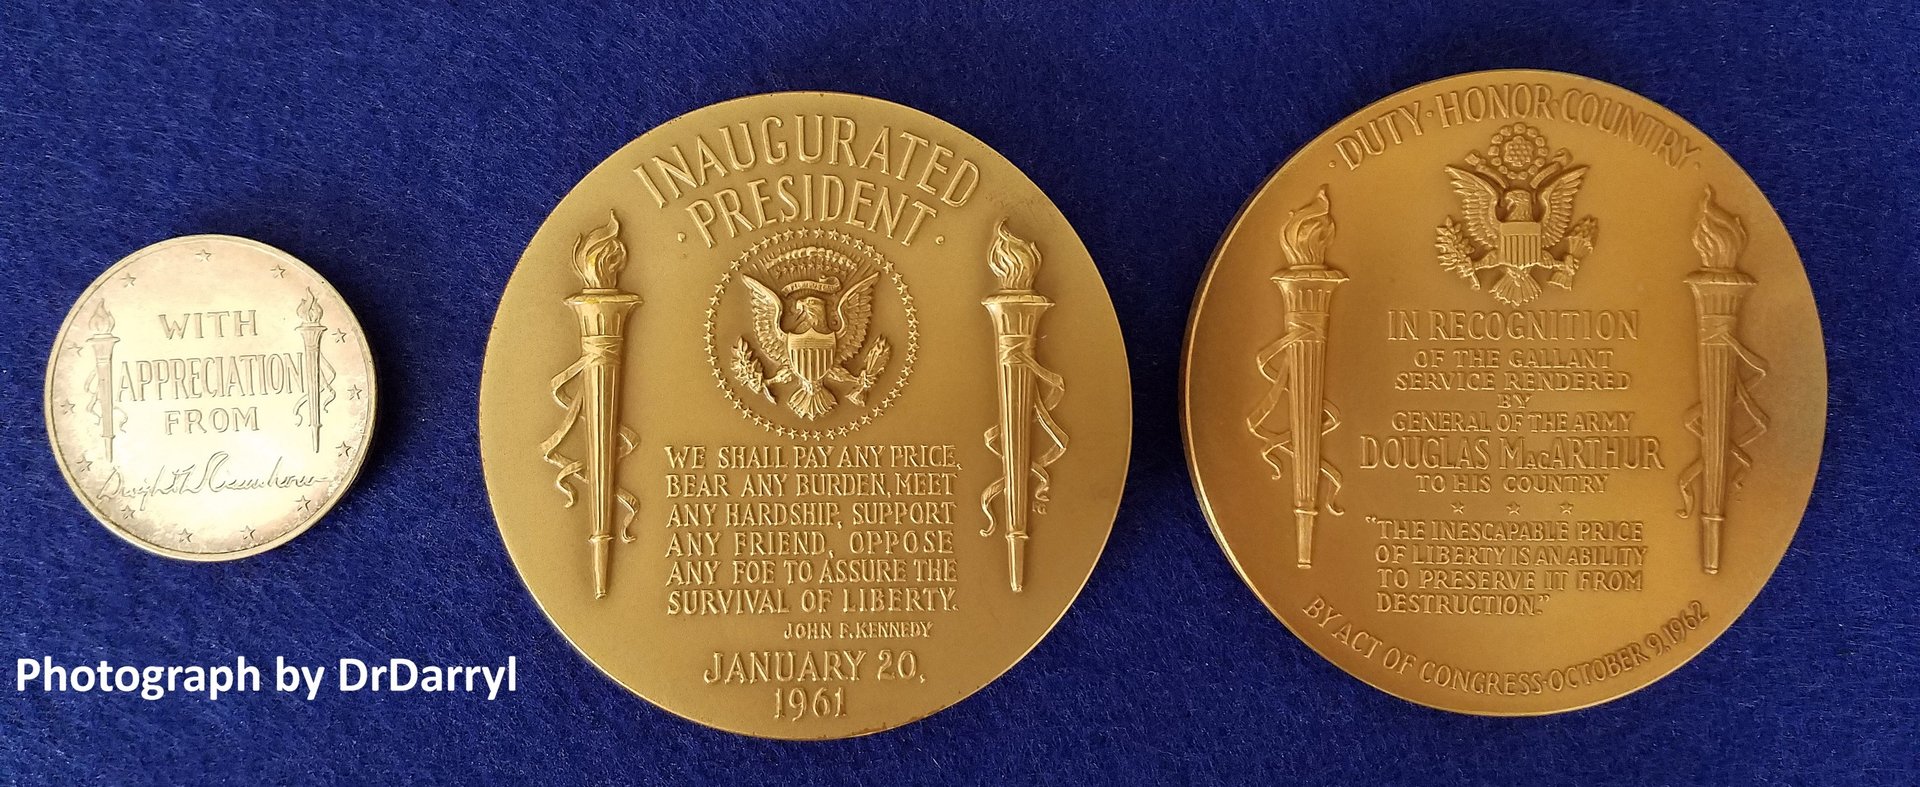 WITH
APPRECIATION
FROM
Dwight D. Eisenhower
INAUGURATED
· PRESIDENT ·
WE SHALL PAY ANY PRICE,
BEAR ANY BURDEN, MEET
ANY HARDSHIP, SUPPORT
ANY FRIEND, OPPOSE
ANY FOE TO ASSURE THE
SURVIVAL OF LIBERTY.
JOHN F. KENNEDY
JANUARY 20,
1961
· DUTY · HONOR · COUNTRY ·
IN RECOGNITION
OF THE GALLANT
SERVICE RENDERED
BY
GENERAL OF THE ARMY
DOUGLAS MacARTHUR
TO HIS COUNTRY
"THE INESCAPABLE PRICE
OF LIBERTY IS AN ABILITY
TO PRESERVE IT FROM
DESTRUCTION."
BY ACT OF CONGRESS·OCTOBER 9, 1962
Photograph by DrDarryl